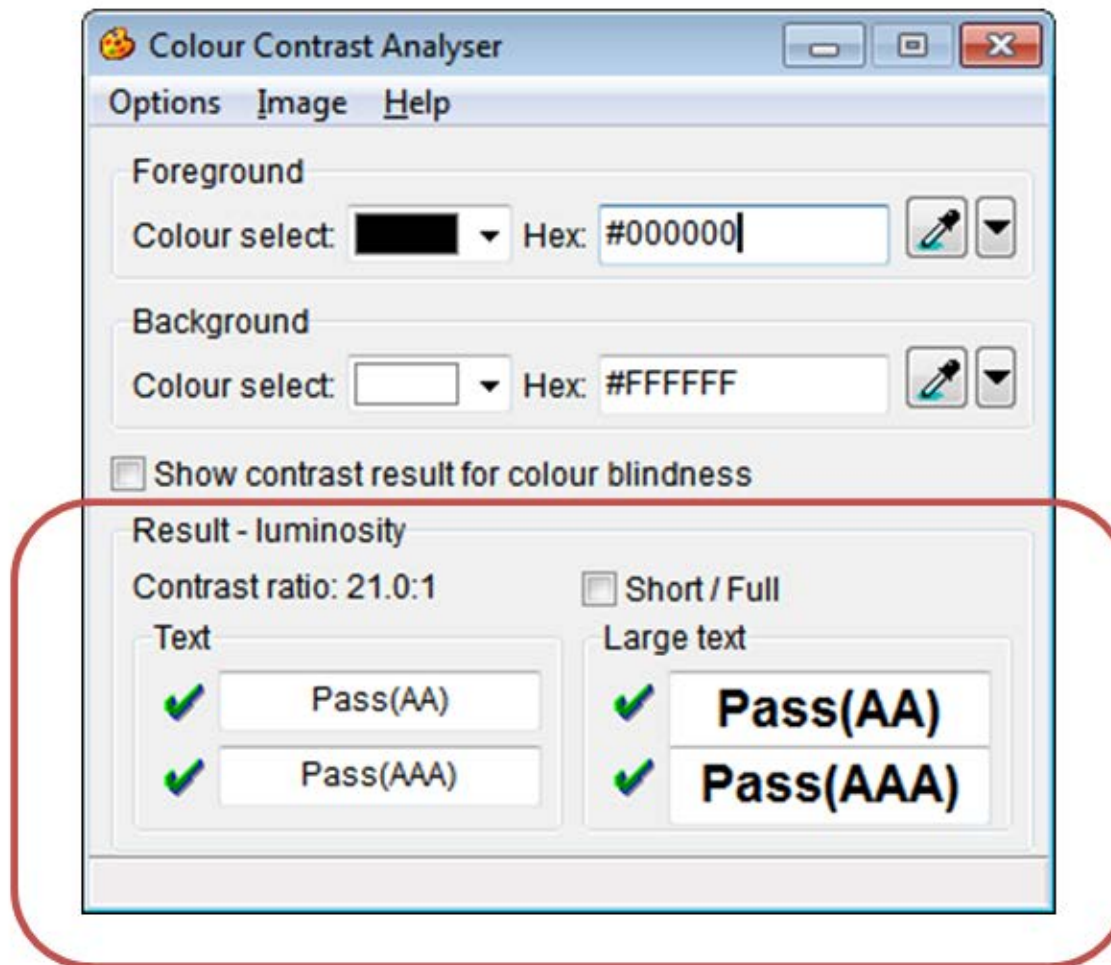 Colour Contrast Analyser
Options Image Help
Foreground
Colour select: Hex: #000000
Background
Colour select: Hex: #FFFFFF
Show contrast result for colour blindness
Result - luminosity
Contrast ratio: 21.0:1 Short / Full
Text Large text
Pass(AA) Pass(AA)
Pass(AAA) Pass(AAA)